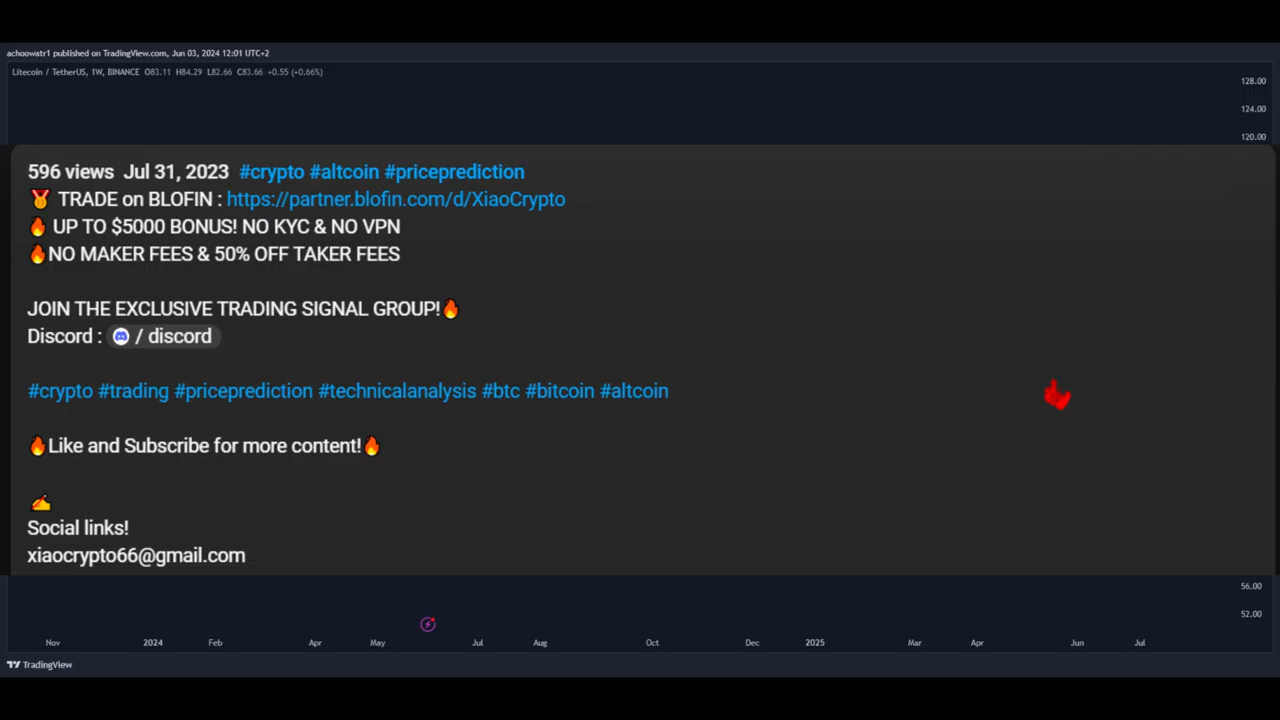 achoowatr1 published on TradingView.com, Jun 03, 2024 12:01 UTC+2
Litecoin / TetherUS, 1W, BINANCE O83.11 H84.29 L82.66 C83.66 +0.55 (+0.66%)
128.00
124.00
120.00
596 views Jul 31, 2023 #crypto #altcoin #priceprediction
🏅 TRADE on BLOFIN : https://partner.blofin.com/d/XiaoCrypto
🔥 UP TO $5000 BONUS! NO KYC & NO VPN
🔥NO MAKER FEES & 50% OFF TAKER FEES
JOIN THE EXCLUSIVE TRADING SIGNAL GROUP!🔥
Discord : / discord
#crypto #trading #priceprediction #technicalanalysis #btc #bitcoin #altcoin
🔥Like and Subscribe for more content!🔥
✍
Social links!
xiaocrypto66@gmail.com
56.00
52.00
Nov 2024 Feb Apr May Jul Aug Oct Dec 2025 Mar Apr Jun Jul
TradingView